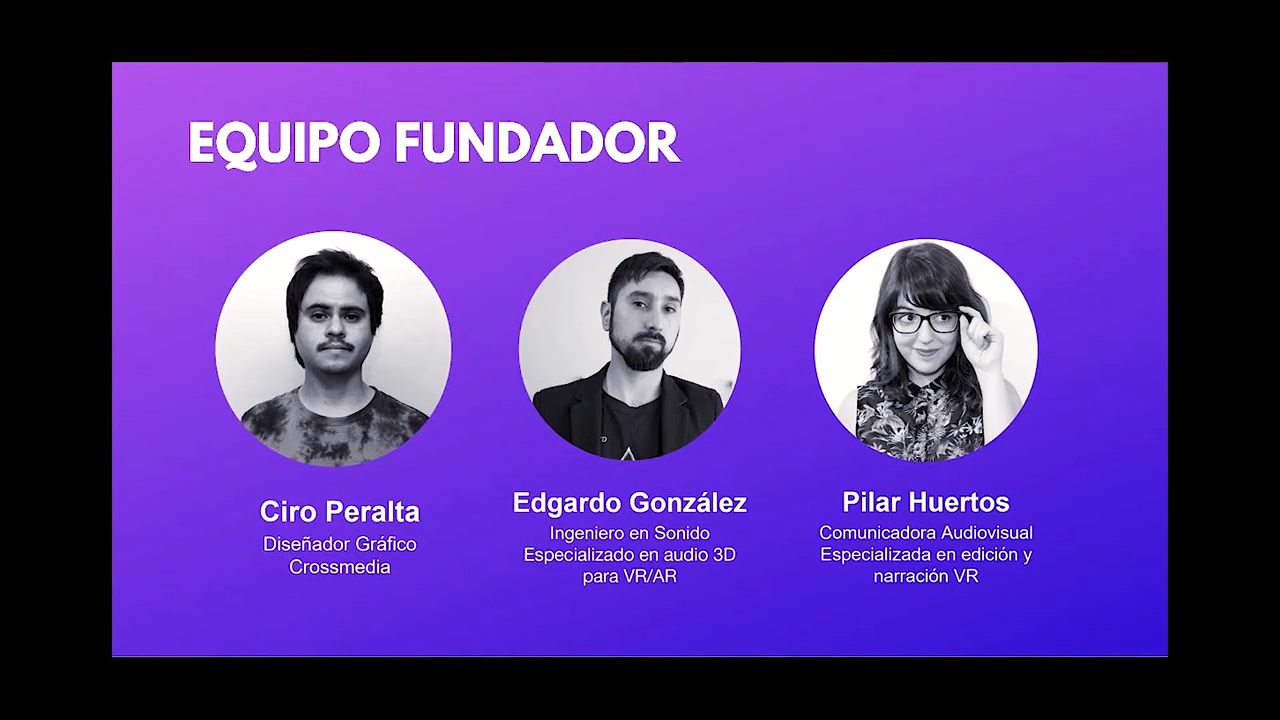 EQUIPO FUNDADOR
Ciro Peralta
Diseñador Gráfico
Crossmedia
Edgardo González
Ingeniero en Sonido
Especializado en audio 3D
para VR/AR
Pilar Huertos
Comunicadora Audiovisual
Especializada en edición y
narración VR